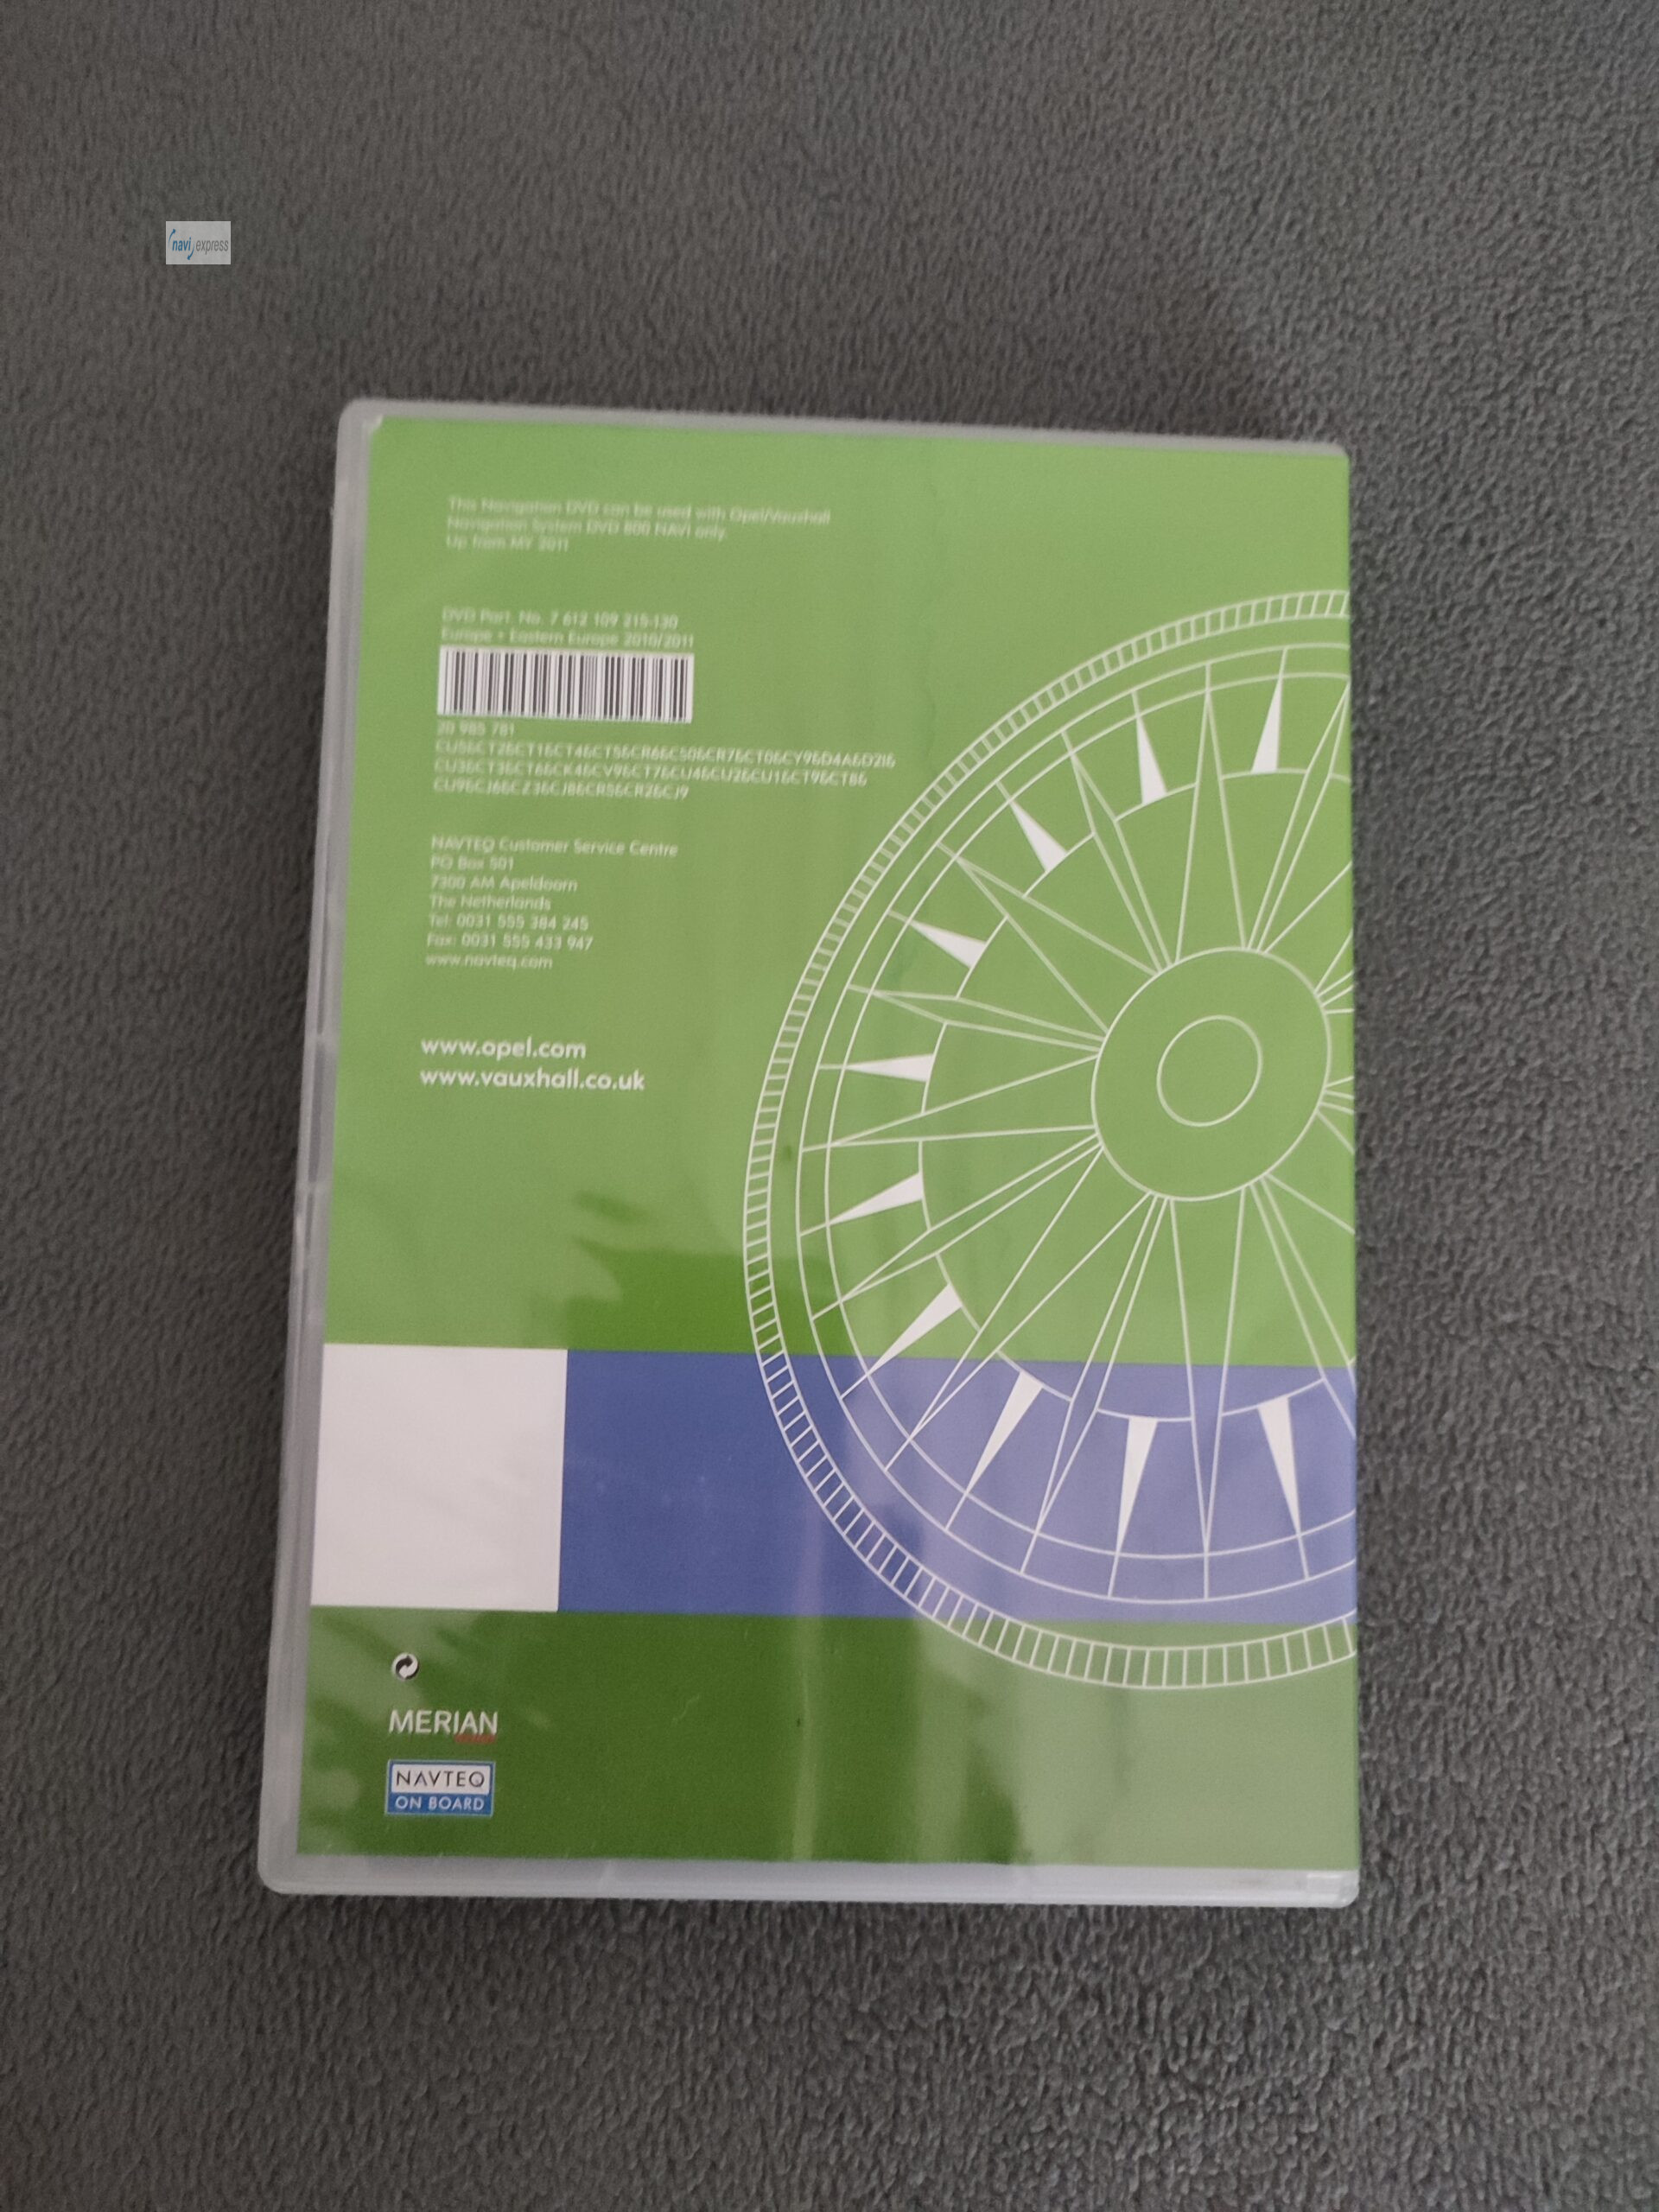 navi express
This Navigation DVD can be used with Opel/Vauxhall
Navigation System DVD 800 NAVI only.
Up from MY 2011
DVD Part. No. 7 612 109 215-130
Europe + Eastern Europe 2010/2011
20 985 781
NAVTEQ Customer Service Centre
PO Box 501
7300 AM Apeldoorn
The Netherlands
Tel: 0031 555 384 245
Fax: 0031 555 433 947
www.navteq.com
www.opel.com
www.vauxhall.co.uk
MERIAN
NAVTEQ
ON BOARD